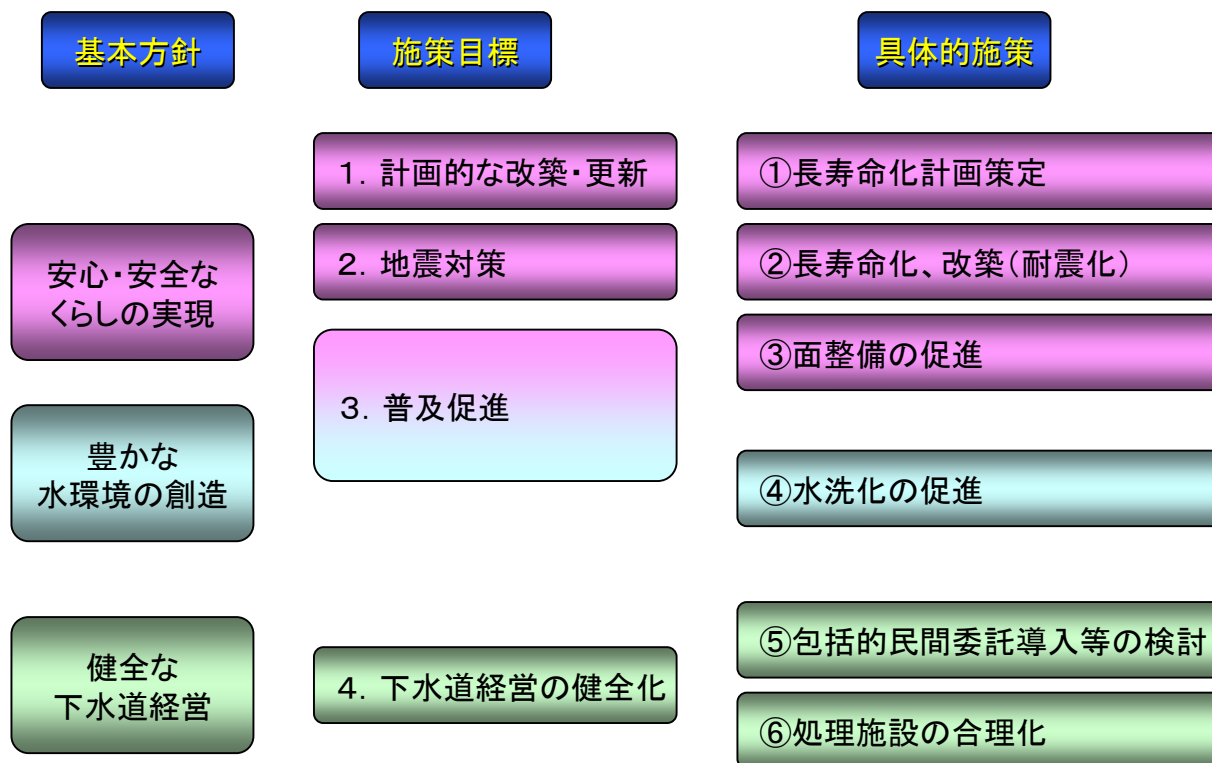 基本方針
施策目標
具体的施策
１．計画的な改築・更新
①長寿命化計画策定
安心・安全な
くらしの実現
２．地震対策
②長寿命化、改築（耐震化）
③面整備の促進
３．普及促進
豊かな
水環境の創造
④水洗化の促進
健全な
下水道経営
４．下水道経営の健全化
⑤包括的民間委託導入等の検討
⑥処理施設の合理化